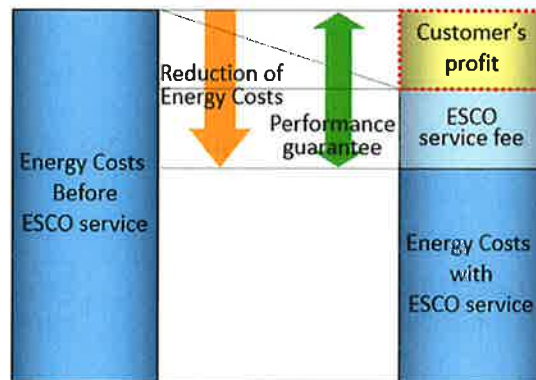 Energy Costs
Before
ESCO service
Reduction of
Energy Costs
Performance
guarantee
Customer's
profit
ESCO
service fee
Energy Costs
with
ESCO service